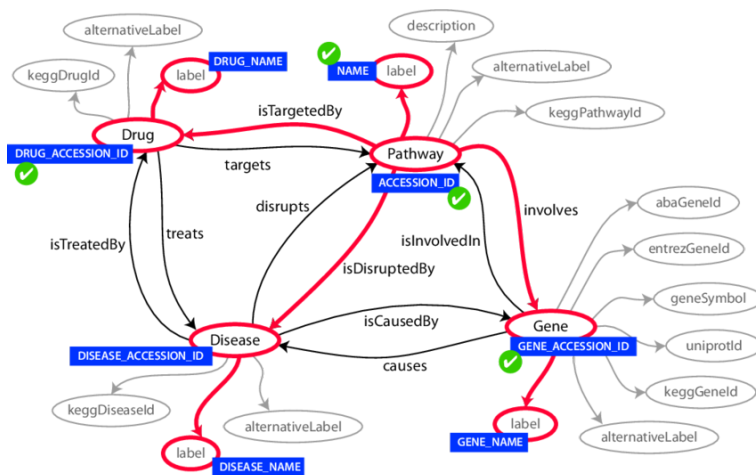 description
alternativeLabel
DRUG_NAME
label
NAME
label
alternativeLabel
keggDrugId
isTargetedBy
keggPathwayId
Drug
Pathway
DRUG_ACCESSION_ID
targets
ACCESSION_ID
disrupts
involves
abaGeneId
treats
isInvolvedIn
isTreatedBy
entrezGeneId
isDisruptedBy
geneSymbol
isCausedBy
Disease
Gene
DISEASE_ACCESSION_ID
GENE_ACCESSION_ID
uniprotId
causes
keggDiseaseId
keggGeneId
alternativeLabel
label
GENE_NAME
alternativeLabel
label
DISEASE_NAME